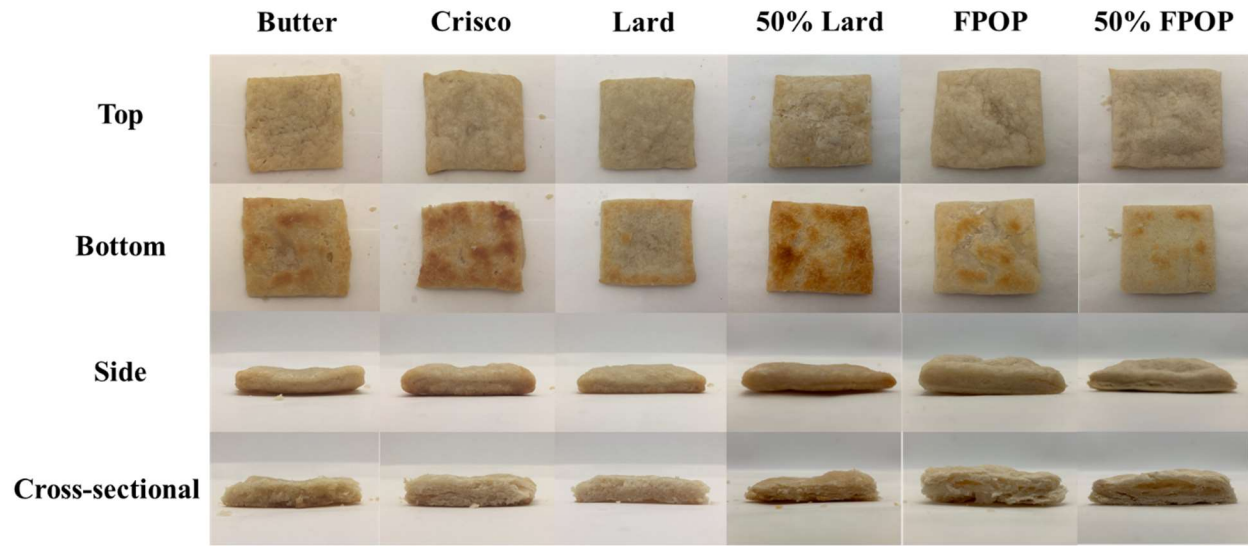 Butter Crisco Lard 50% Lard FPOP 50% FPOP
Top
Bottom
Side
Cross-sectional